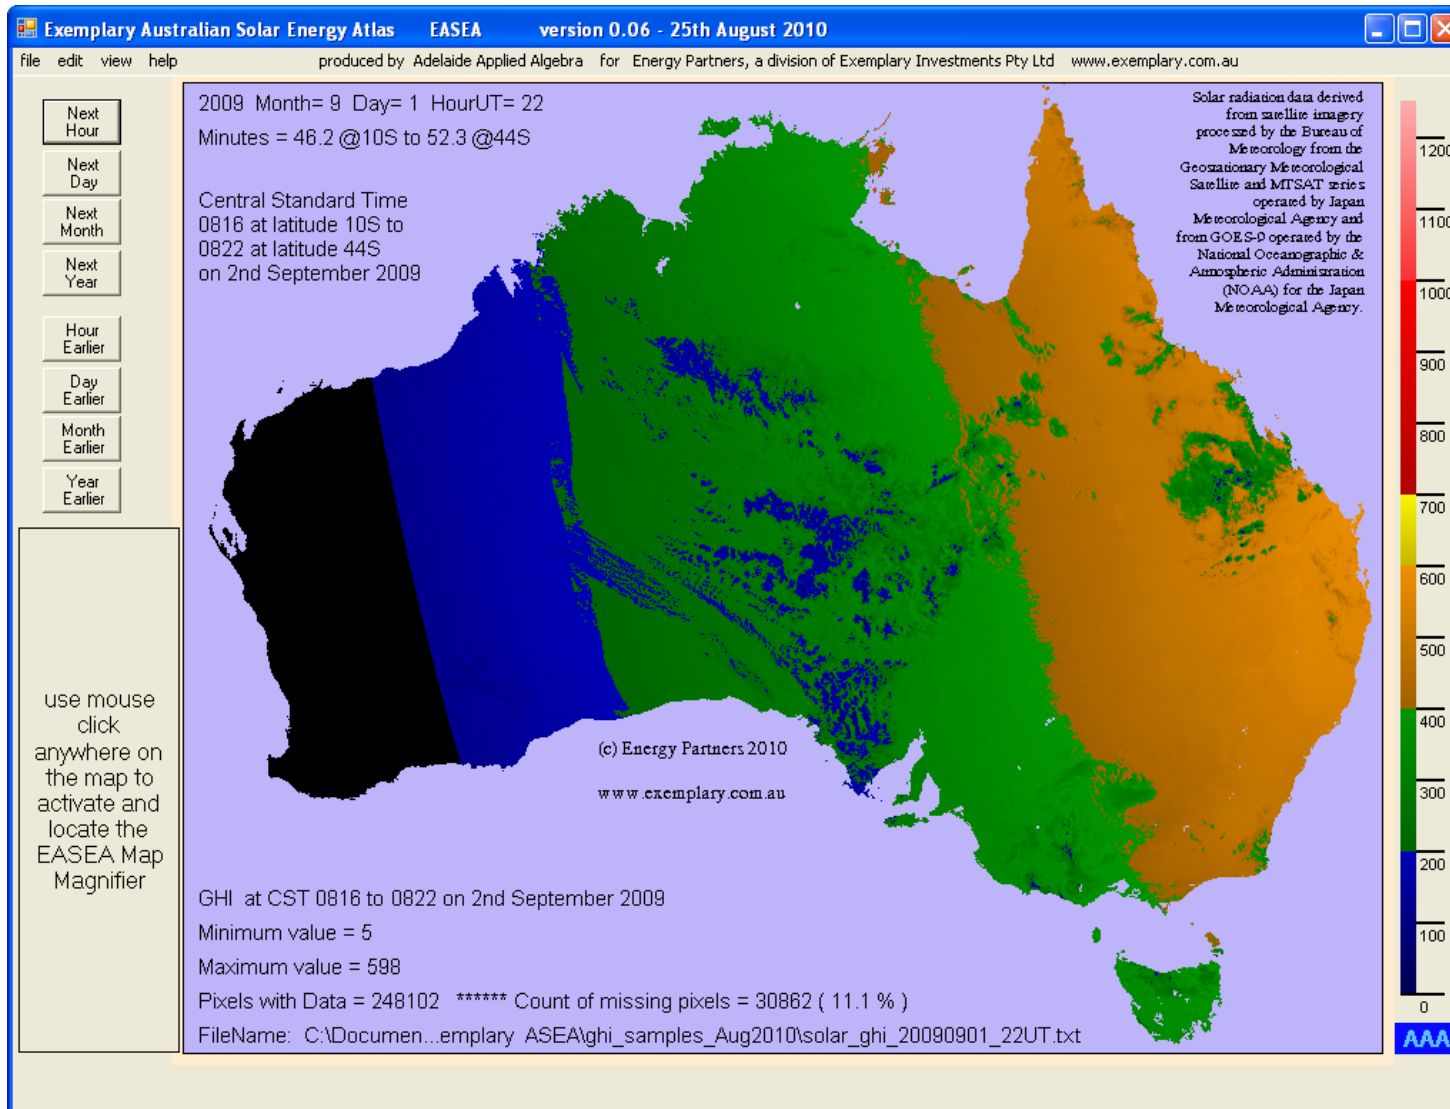 Exemplary Australian Solar Energy Atlas EASEA version 0.06 - 25th August 2010
file edit view help produced by Adelaide Applied Algebra for Energy Partners, a division of Exemplary Investments Pty Ltd www.exemplary.com.au
Next
Hour
Next
Day
Next
Month
Next
Year
Hour
Earlier
Day
Earlier
Month
Earlier
Year
Earlier
use mouse
click
anywhere on
the map to
activate and
locate the
EASEA Map
Magnifier
2009 Month= 9 Day= 1 HourUT= 22
Minutes = 46.2 @10S to 52.3 @44S
Central Standard Time
0816 at latitude 10S to
0822 at latitude 44S
on 2nd September 2009
Solar radiation data derived
from satellite imagery
processed by the Bureau of
Meteorology from the
Geostationary Meteorological
Satellite and MTSAT series
operated by Japan
Meteorological Agency and
from GOES-9 operated by the
National Oceanographic &
Atmospheric Administration
(NOAA) for the Japan
Meteorological Agency.
(c) Energy Partners 2010
www.exemplary.com.au
GHI at CST 0816 to 0822 on 2nd September 2009
Minimum value = 5
Maximum value = 598
Pixels with Data = 248102 ****** Count of missing pixels = 30862 ( 11.1 % )
FileName: C:\Documen...emplary ASEA\ghi_samples_Aug2010\solar_ghi_20090901_22UT.txt
1200
1100
1000
900
800
700
600
500
400
300
200
100
0
AAA